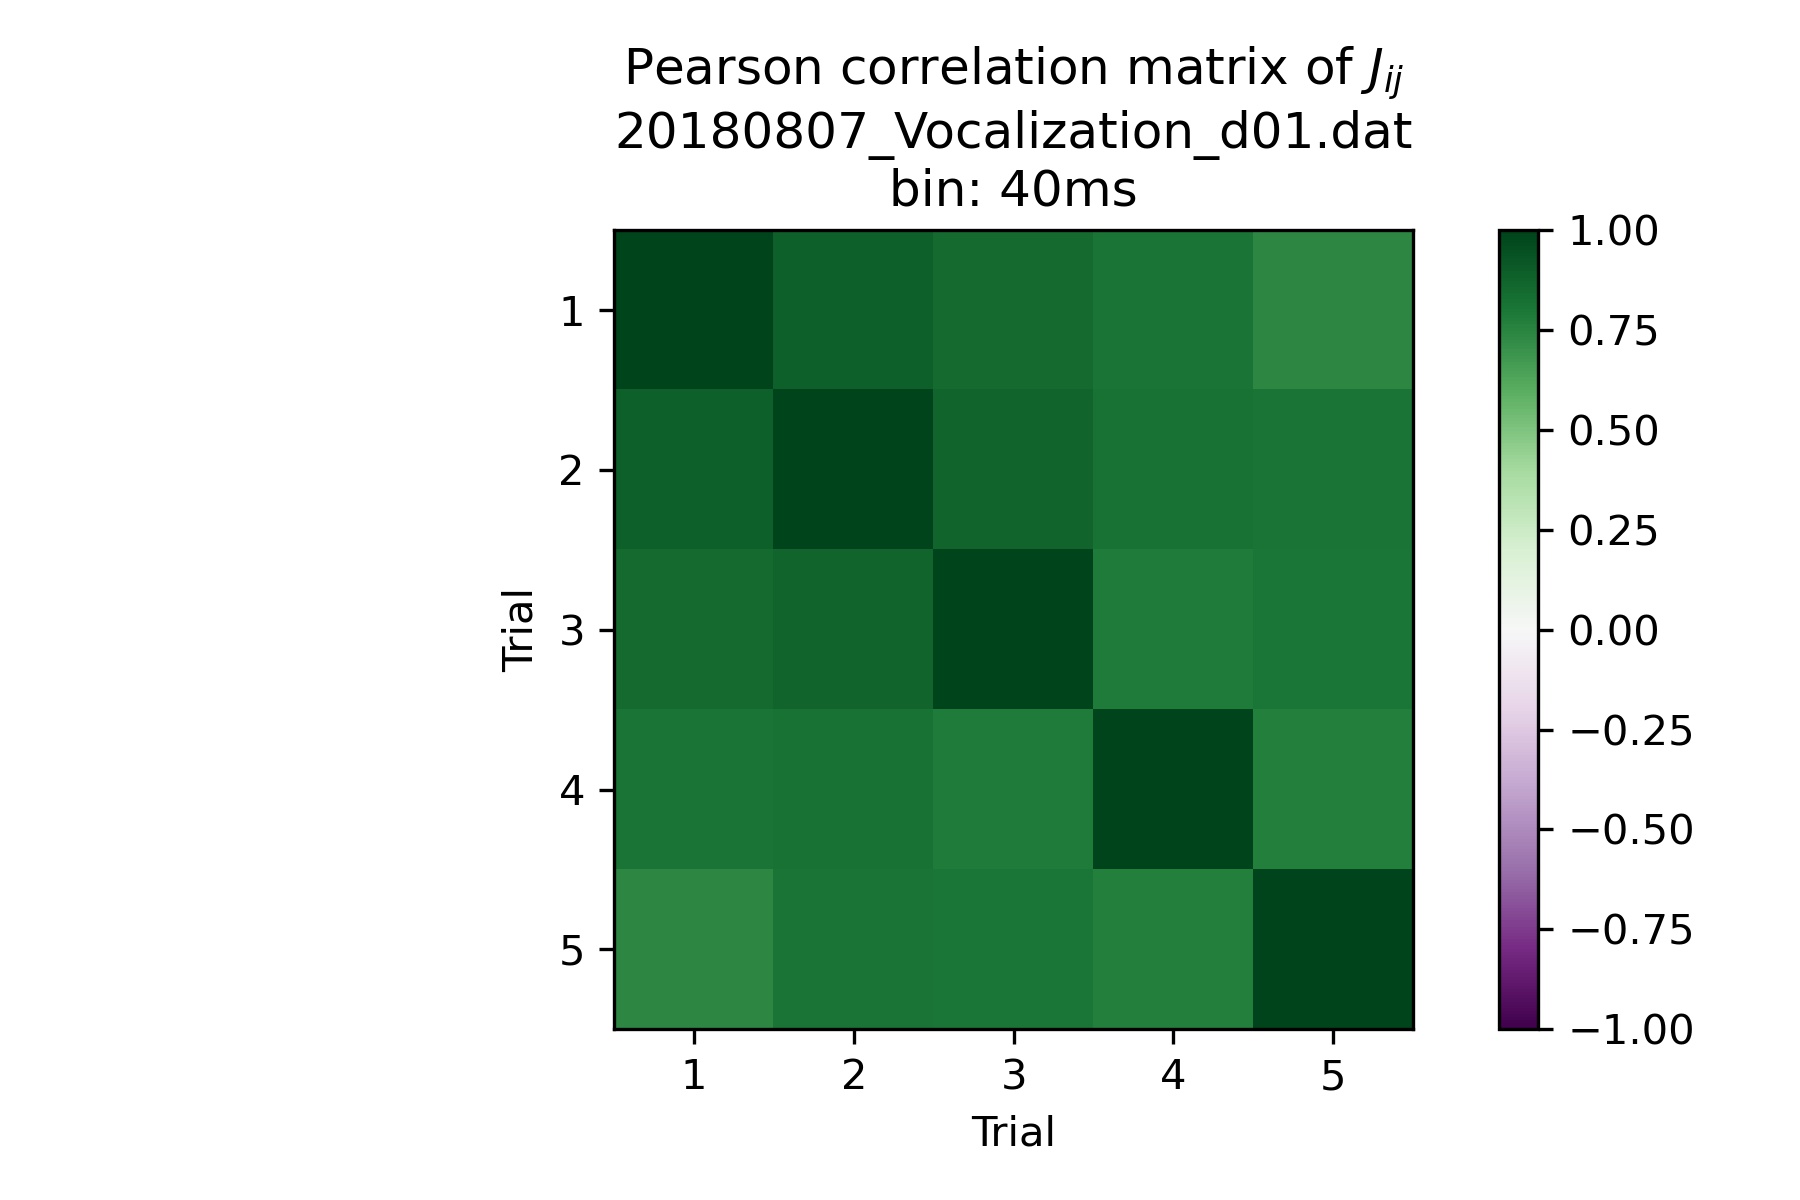 Pearson correlation matrix of J_ij
20180807_Vocalization_d01.dat
bin: 40ms
1
2
3
4
5
Trial
1 2 3 4 5
Trial
1.00
0.75
0.50
0.25
0.00
−0.25
−0.50
−0.75
−1.00